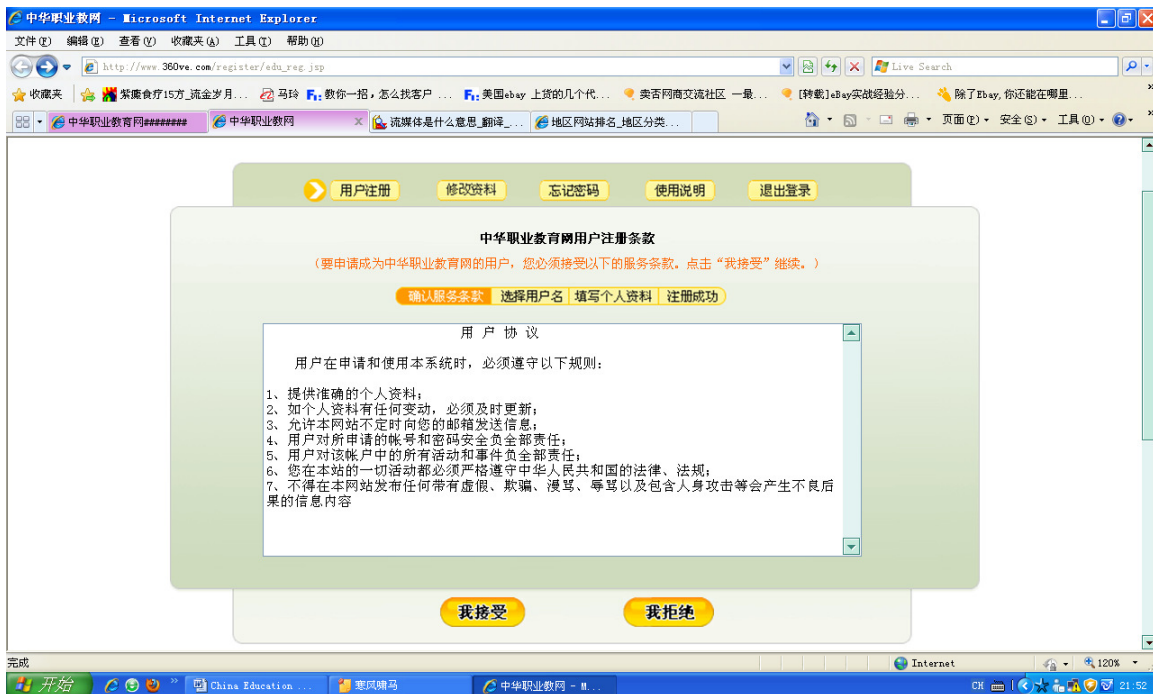 中华职业教网 - Microsoft Internet Explorer
文件(F) 编辑(E) 查看(V) 收藏夹(A) 工具(T) 帮助(H)
http://www.360ve.com/register/edu_reg.jsp
Live Search
收藏夹 紫癜食疗15方_流金岁月... 马玲 教你一招,怎么找客户 ... 美国ebay 上货的几个代... 卖否网商交流社区 一最... [转载]eBay实战经验分... 除了Ebay,你还能在哪里...
中华职业教育网######## 中华职业教网 流媒体是什么意思_翻译_... 地区网站排名_地区分类... 页面(P) 安全(S) 工具(O)
用户注册 修改资料 忘记密码 使用说明 退出登录
中华职业教育网用户注册条款
(要申请成为中华职业教育网的用户,您必须接受以下的服务条款。点击“我接受”继续。)
确认服务条款 选择用户名 填写个人资料 注册成功
用 户 协 议
用户在申请和使用本系统时,必须遵守以下规则:
1、提供准确的个人资料;
2、如个人资料有任何变动,必须及时更新;
3、允许本网站不定时向您的邮箱发送信息;
4、用户对所申请的帐号和密码安全负全部责任;
5、用户对该帐户中的所有活动和事件负全部责任;
6、您在本站的一切活动都必须严格遵守中华人民共和国的法律、法规;
7、不得在本网站发布任何带有虚假、欺骗、漫骂、辱骂以及包含人身攻击等会产生不良后
果的信息内容
我接受 我拒绝
完成 Internet 120%
开始 China Education ... 寒风啸马 中华职业教网 - M... CH 21:52